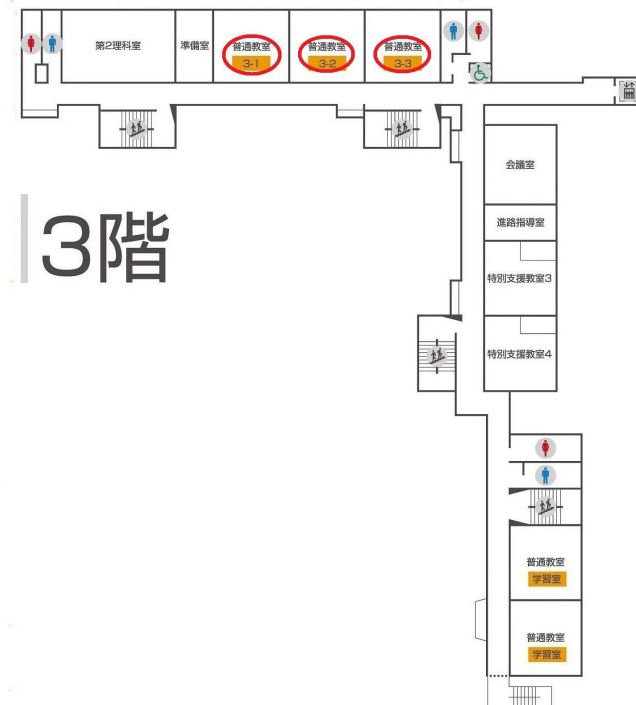 第2理科室
準備室
普通教室
3-1
普通教室
3-2
普通教室
3-3
3階
会議室
進路指導室
特別支援教室3
特別支援教室4
普通教室
学習室
普通教室
学習室